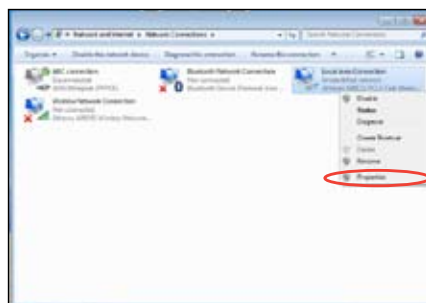 Network and Internet ▸ Network Connections ▸
Search Network Connections
Organize ▾ Disable this network device Diagnose this connection Rename this connection
ABC connection
Disconnected
WAN Miniport (PPPOE)
Bluetooth Network Connection
Not connected
Bluetooth Device (Personal Area
Local Area Connection
Unidentified network
Wireless Network Connection
Not connected
Disable
Status
Diagnose
Create Shortcut
Delete
Rename
Properties